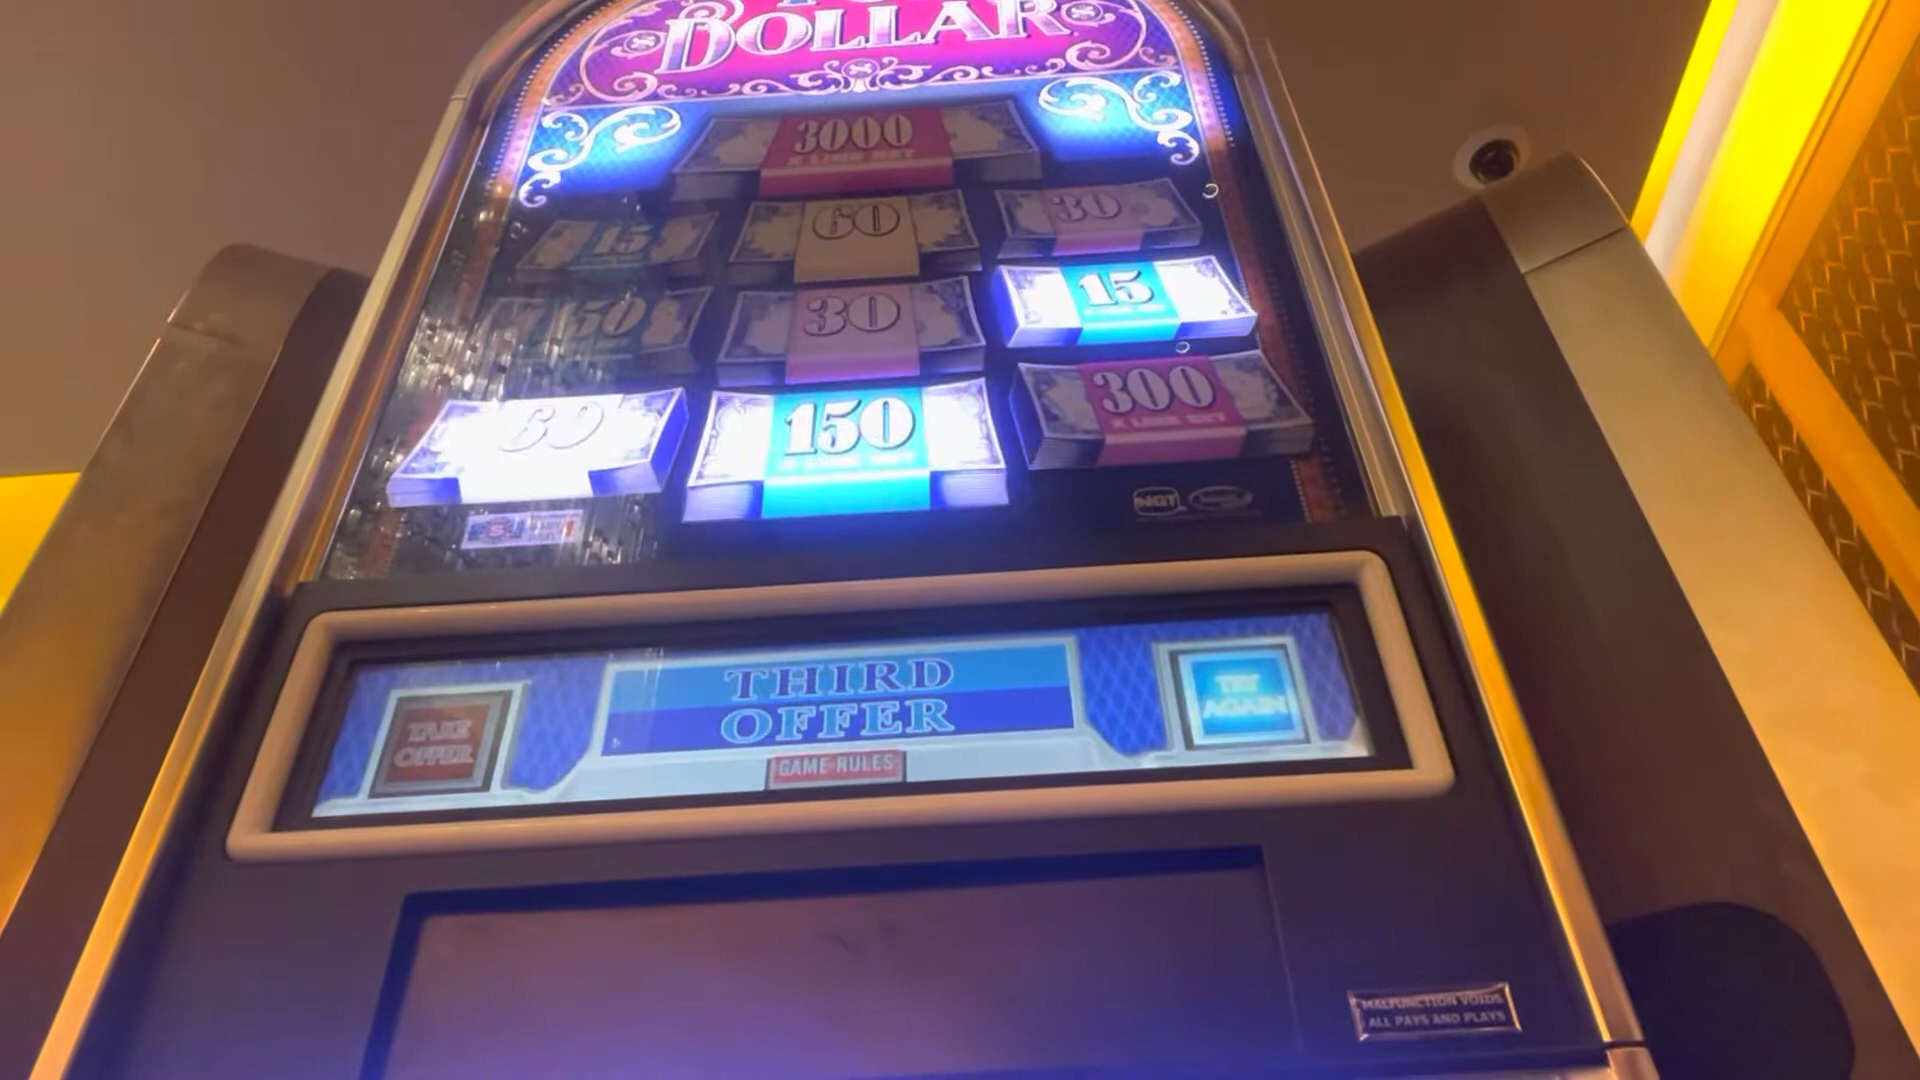 DOLLAR
3000
X LINE BET
15
60
30
50
30
15
60
150
X LINE BET
300
X LINE BET
NGT
THIRD
OFFER
TAKE
OFFER
TRY
AGAIN
GAME RULES
MALFUNCTION VOIDS
ALL PAYS AND PLAYS